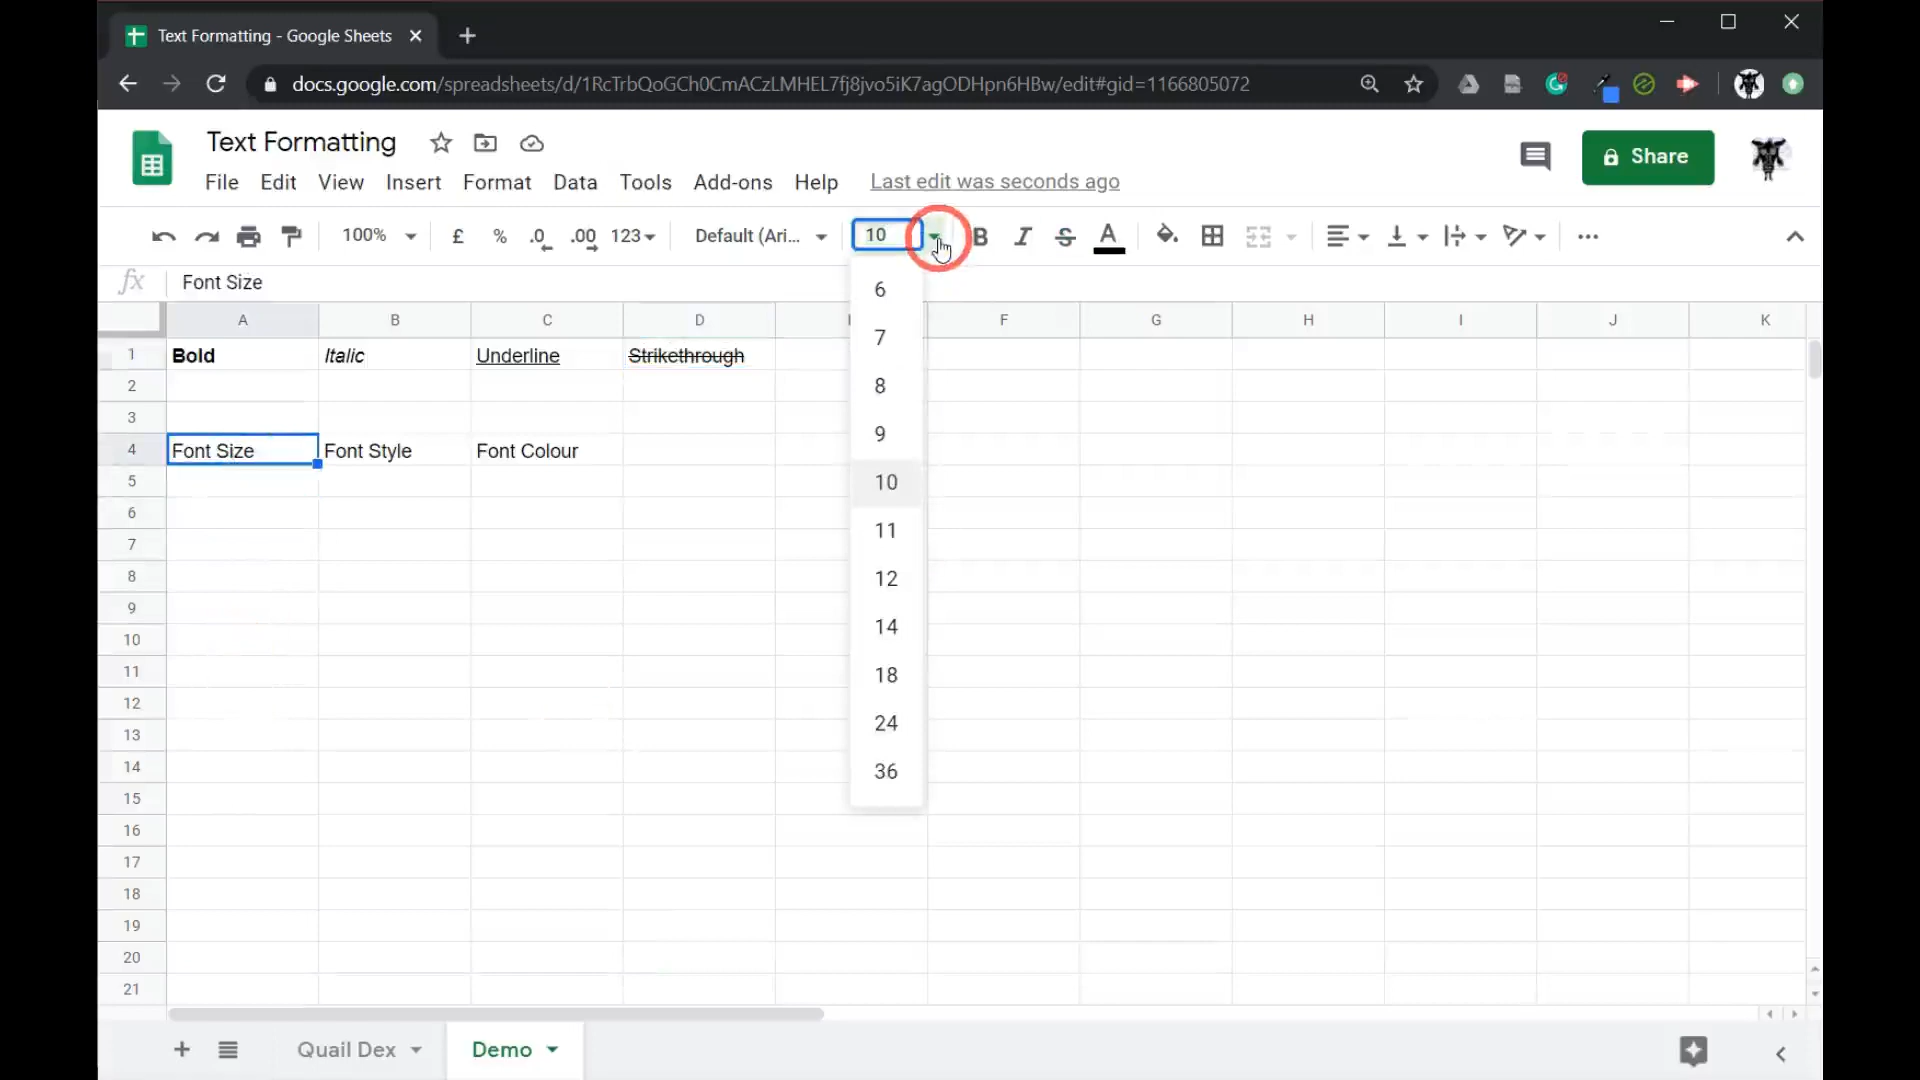 Text Formatting - Google Sheets
docs.google.com/spreadsheets/d/1RcTrbQoGCh0CmACzLMHEL7fj8jvo5iK7agODHpn6HBw/edit#gid=1166805072
Text Formatting
Share
File Edit View Insert Format Data Tools Add-ons Help Last edit was seconds ago
100% £ % .0 .00 123 Default (Ari... 10 B I S A
fx Font Size
A B C D F G H I J K
1 Bold Italic Underline Strikethrough
2
3
4 Font Size Font Style Font Colour
5
6
7
8
9
10
11
12
13
14
15
16
17
18
19
20
21
6
7
8
9
10
11
12
14
18
24
36
Quail Dex Demo